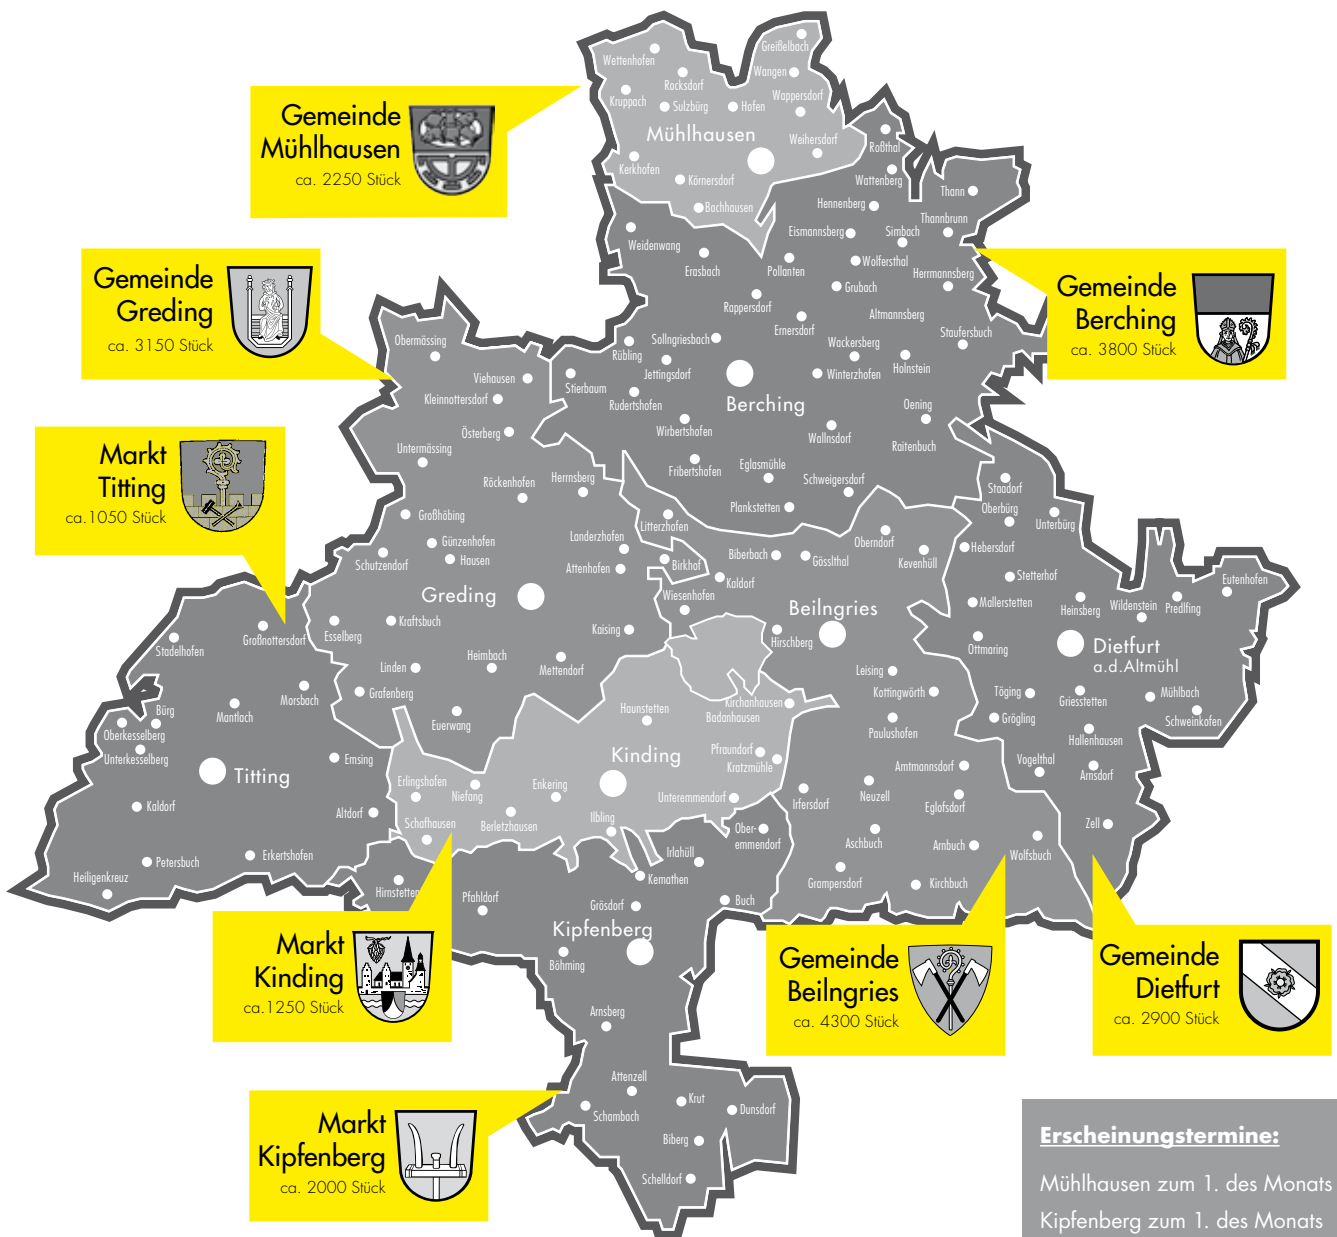 Greißelbach
Wettenhofen
Wangen
Rocksdorf
Kruppach
Wappersdorf
Sulzbürg
Hofen
Mühlhausen
Weihersdorf
Kerkhofen
Körnersdorf
Bachhausen
Gemeinde
Mühlhausen
ca. 2250 Stück
Roßthal
Wattenberg
Thann
Hennenberg
Thannbrunn
Eismannsberg
Simbach
Weidenwang
Erasbach
Pollanten
Wolfersthal
Herrmannsberg
Grubach
Rappersdorf
Altmannsberg
Ernersdorf
Staufersbuch
Sollngriesbach
Rübling
Wackersberg
Holnstein
Jettingsdorf
Stierbaum
Winterzhofen
Rudertshofen
Berching
Oening
Wirbertshofen
Wallnsdorf
Raitenbuch
Fribertshofen
Eglasmühle
Schweigersdorf
Plankstetten
Gemeinde
Berching
ca. 3800 Stück
Gemeinde
Greding
ca. 3150 Stück
Obermässing
Viehausen
Kleinnottersdorf
Österberg
Untermässing
Röckenhofen
Herrnsberg
Großhöbing
Günzenhofen
Hausen
Schutzendorf
Landerzhofen
Attenhofen
Greding
Kraftsbuch
Esselberg
Kaising
Linden
Heimbach
Mettendorf
Grafenberg
Euerwang
Markt
Titting
ca.1050 Stück
Großnottersdorf
Stadelhofen
Morsbach
Mantlach
Bürg
Oberkesselberg
Unterkesselberg
Emsing
Titting
Kaldorf
Altdorf
Petersbuch
Erkertshofen
Heiligenkreuz
Litterzhofen
Birkhof
Biberbach
Gösslthal
Oberndorf
Kevenhüll
Kaldorf
Wiesenhofen
Beilngries
Hirschberg
Leising
Kottingwörth
Paulushofen
Amtmannsdorf
Neuzell
Irfersdorf
Eglofsdorf
Aschbuch
Arnbuch
Wolfsbuch
Grampersdorf
Kirchbuch
Staadorf
Oberbürg
Unterbürg
Hebersdorf
Stetterhof
Eutenhofen
Mallerstetten
Heinsberg
Wildenstein
Predlfing
Ottmaring
Dietfurt
a.d.Altmühl
Töging
Griesstetten
Mühlbach
Grögling
Schweinkofen
Hallenhausen
Vogelthal
Arnsdorf
Zell
Kirchanhausen
Badanhausen
Haunstetten
Pfraundorf
Kratzmühle
Kinding
Erlingshofen
Niefang
Enkering
Unteremmendorf
Schafhausen
Berletzhausen
Ilbling
Ober-
emmendorf
Irlahüll
Kemathen
Hirnstetten
Pfahldorf
Grösdorf
Buch
Kipfenberg
Böhming
Arnsberg
Attenzell
Schambach
Krut
Dunsdorf
Biberg
Schelldorf
Markt
Kinding
ca.1250 Stück
Gemeinde
Beilngries
ca. 4300 Stück
Gemeinde
Dietfurt
ca. 2900 Stück
Markt
Kipfenberg
ca. 2000 Stück
Erscheinungstermine:
Mühlhausen zum 1. des Monats
Kipfenberg zum 1. des Monats